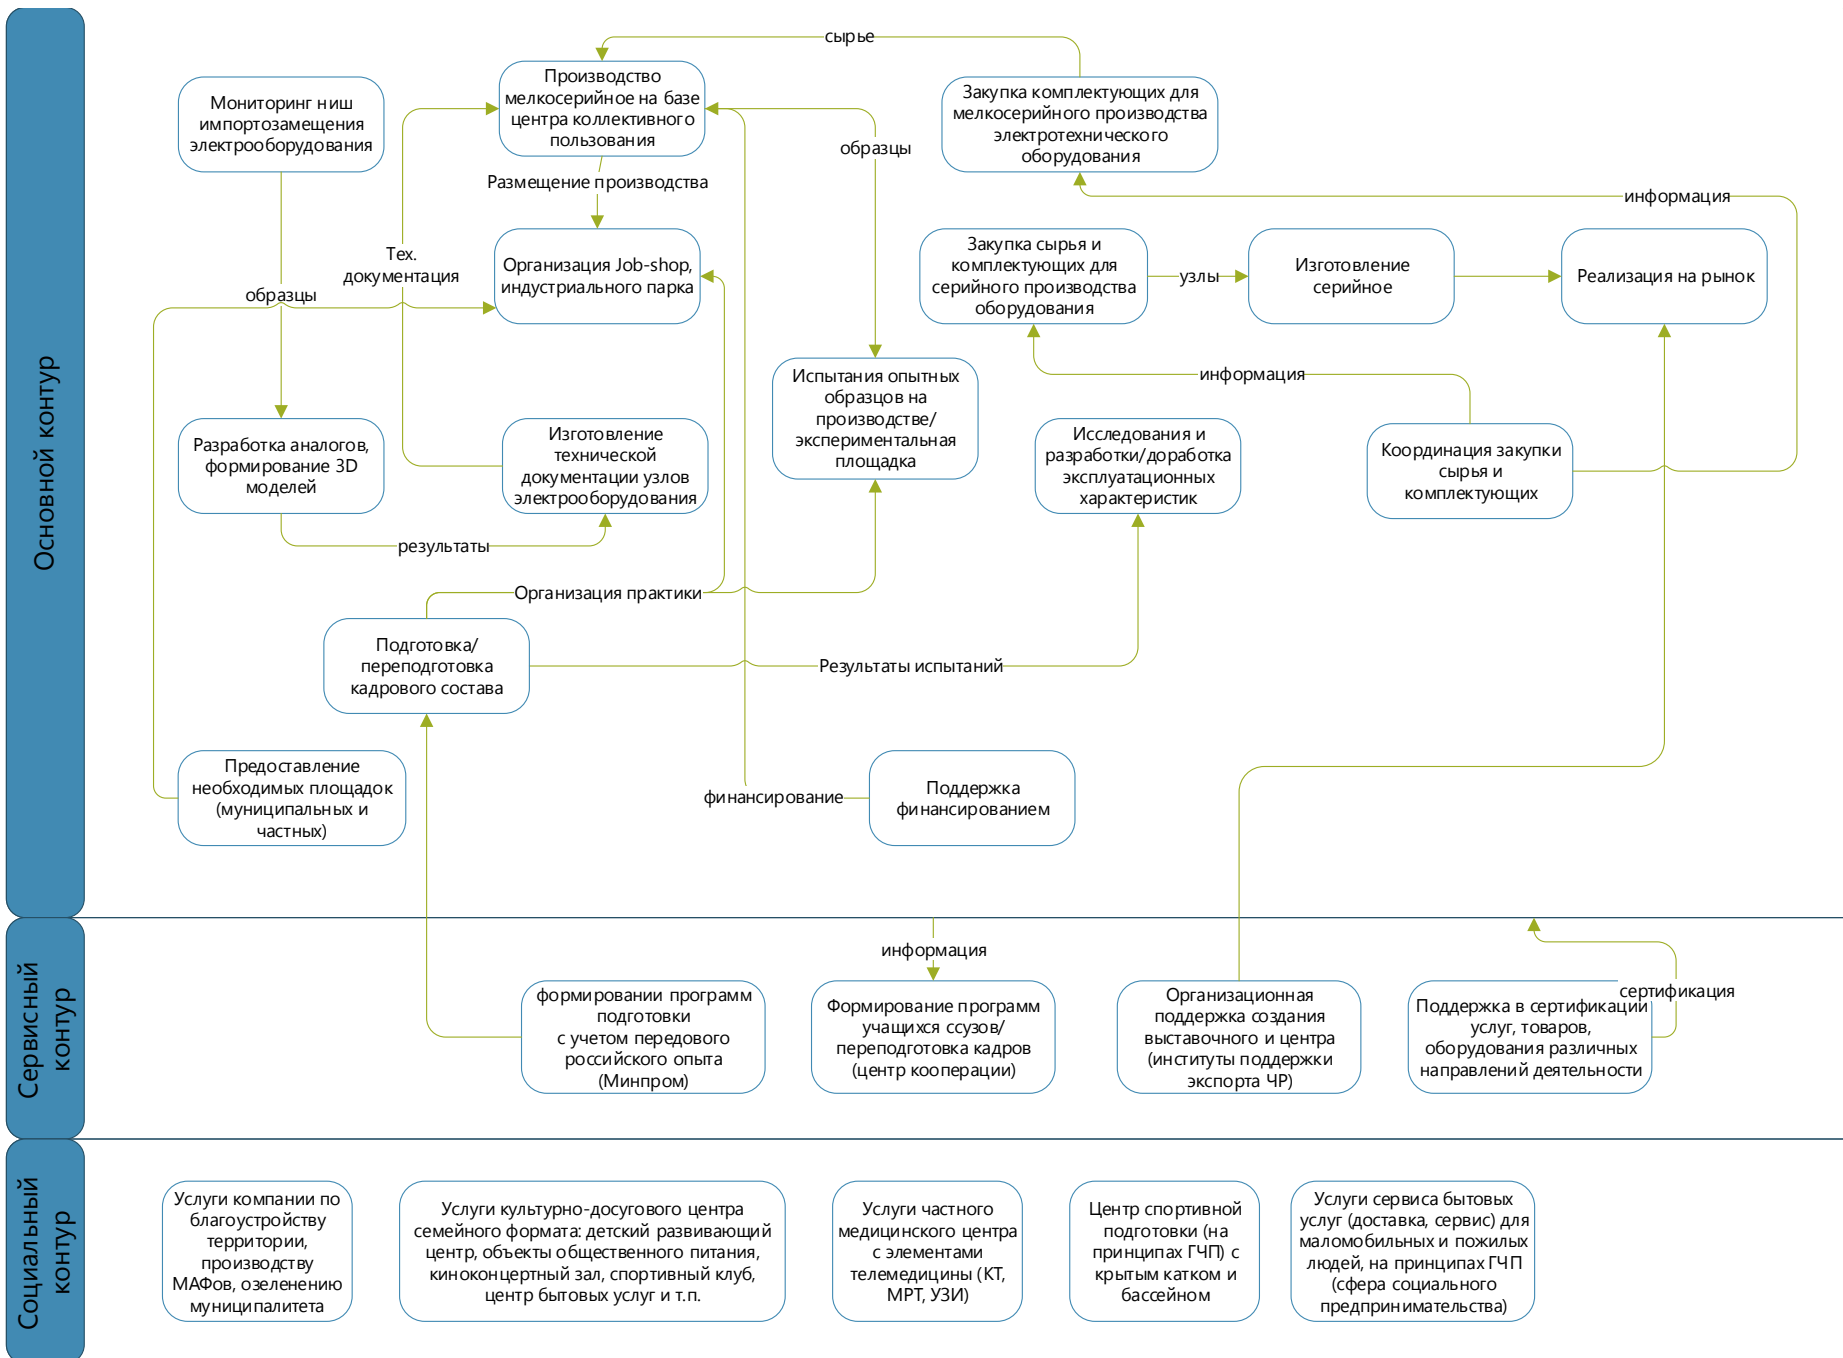 Основной контур
сырье
Мониторинг ниш
импортозамещения
электрооборудования
Производство
мелкосерийное на базе
центра коллективного
пользования
Закупка комплектующих для
мелкосерийного производства
электротехнического
оборудования
образцы
Размещение производства
информация
Тех.
документация
образцы
Организация Job-shop,
индустриального парка
Закупка сырья и
комплектующих для
серийного производства
оборудования
узлы
Изготовление
серийное
Реализация на рынок
информация
Испытания опытных
образцов на
производстве/
экспериментальная
площадка
Разработка аналогов,
формирование 3D
моделей
Изготовление
технической
документации узлов
электрооборудования
Исследования и
разработки/доработка
эксплуатационных
характеристик
Координация закупки
сырья и
комплектующих
результаты
Организация практики
Подготовка/
переподготовка
кадрового состава
Результаты испытаний
Предоставление
необходимых площадок
(муниципальных и
частных)
финансирование
Поддержка
финансированием
Сервисный
контур
информация
формировании программ
подготовки
с учетом передового
российского опыта
(Минпром)
Формирование программ
учащихся ссузов/
переподготовка кадров
(центр кооперации)
Организационная
поддержка создания
выставочного и центра
(институты поддержки
экспорта ЧР)
сертификация
Поддержка в сертификации
услуг, товаров,
оборудования различных
направлений деятельности
Социальный
контур
Услуги компании по
благоустройству
территории,
производству
МАФов, озеленению
муниципалитета
Услуги культурно-досугового центра
семейного формата: детский развивающий
центр, объекты общественного питания,
киноконцертный зал, спортивный клуб,
центр бытовых услуг и т.п.
Услуги частного
медицинского центра
с элементами
телемедицины (КТ,
МРТ, УЗИ)
Центр спортивной
подготовки (на
принципах ГЧП) с
крытым катком и
бассейном
Услуги сервиса бытовых
услуг (доставка, сервис) для
маломобильных и пожилых
людей, на принципах ГЧП
(сфера социального
предпринимательства)